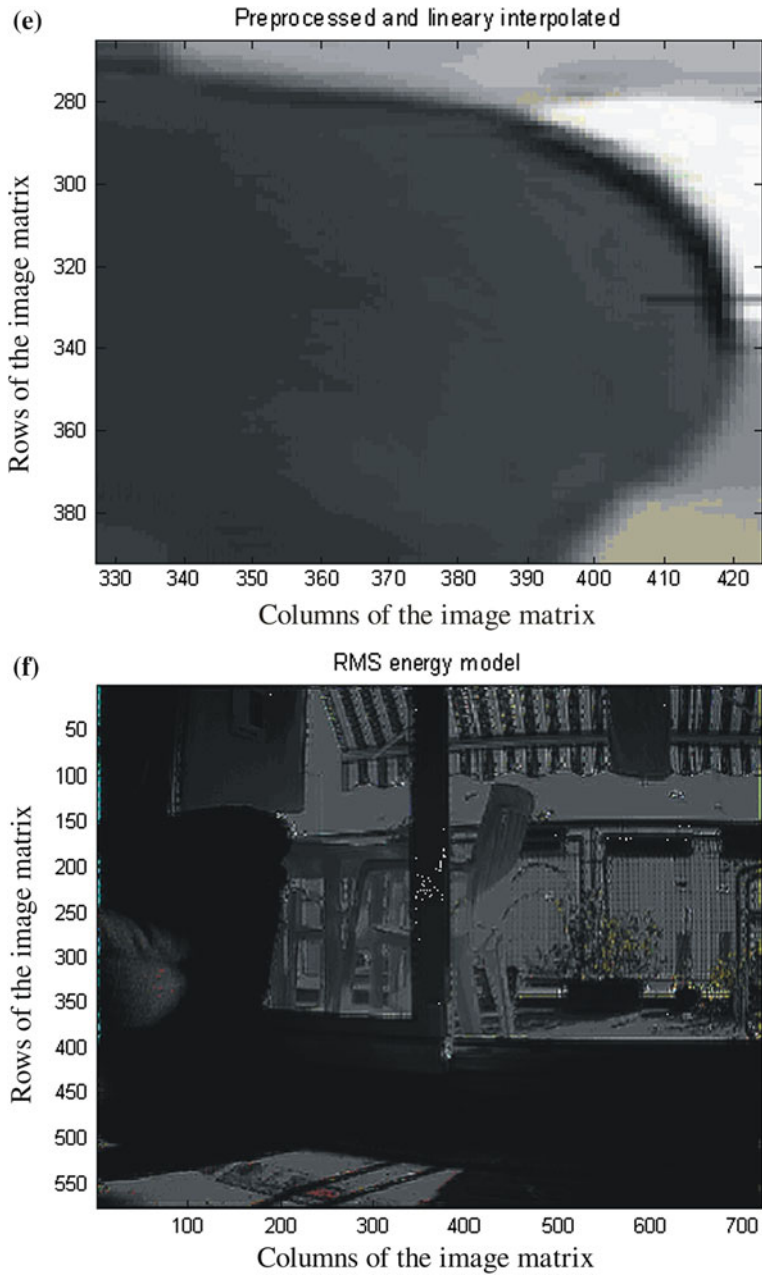 (e)
Preprocessed and lineary interpolated
Rows of the image matrix
280
300
320
340
360
380
330 340 350 360 370 380 390 400 410 420
Columns of the image matrix
(f)
RMS energy model
Rows of the image matrix
50
100
150
200
250
300
350
400
450
500
550
100 200 300 400 500 600 700
Columns of the image matrix